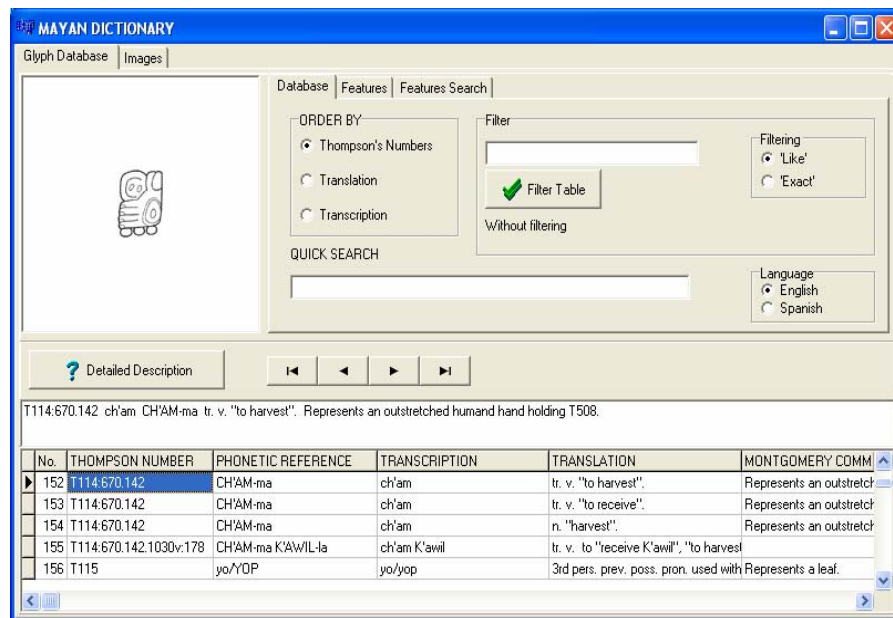 MAYAN DICTIONARY
Glyph Database Images
Database Features Features Search
ORDER BY
Thompson's Numbers
Translation
Transcription
Filter
Filter Table
Without filtering
Filtering
'Like'
'Exact'
QUICK SEARCH
Language
English
Spanish
? Detailed Description
T114:670.142 ch'am CH'AM-ma tr. v. "to harvest". Represents an outstretched humand hand holding T508.
No. THOMPSON NUMBER PHONETIC REFERENCE TRANSCRIPTION TRANSLATION MONTGOMERY COMM
152 T114:670.142 CH'AM-ma ch'am tr. v. "to harvest". Represents an outstretch
153 T114:670.142 CH'AM-ma ch'am tr. v. "to receive". Represents an outstretch
154 T114:670.142 CH'AM-ma ch'am n. "harvest". Represents an outstretch
155 T114:670.142.1030v:178 CH'AM-ma K'AWIL-la ch'am K'awil tr. v. to "receive K'awil", "to harvest
156 T115 yo/YOP yo/yop 3rd pers. prev. poss. pron. used with Represents a leaf.